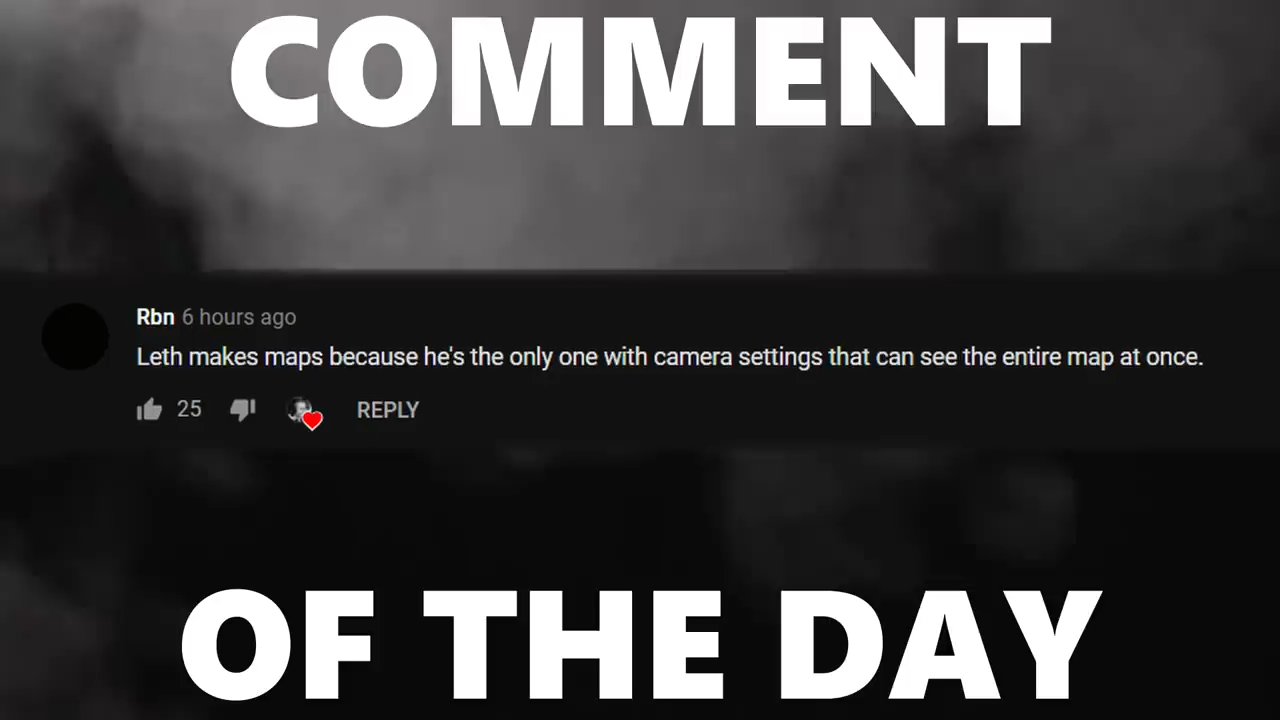 COMMENT
Rbn 6 hours ago
Leth makes maps because he's the only one with camera settings that can see the entire map at once.
25 REPLY
OF THE DAY